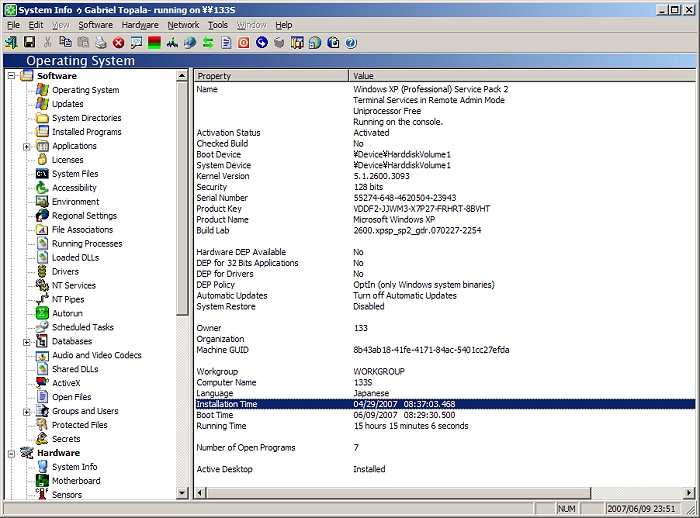 System Info ｩ Gabriel Topala- running on ¥¥133S
File Edit View Software Hardware Network Tools Window Help
Operating System
Software
Operating System
Updates
System Directories
Installed Programs
Applications
Licenses
System Files
Accessibility
Environment
Regional Settings
File Associations
Running Processes
Loaded DLLs
Drivers
NT Services
NT Pipes
Autorun
Scheduled Tasks
Databases
Audio and Video Codecs
Shared DLLs
ActiveX
Open Files
Groups and Users
Protected Files
Secrets
Hardware
System Info
Motherboard
Sensors
Property Value
Name Windows XP (Professional) Service Pack 2
Terminal Services in Remote Admin Mode
Uniprocessor Free
Running on the console.
Activation Status Activated
Checked Build No
Boot Device ¥Device¥HarddiskVolume1
System Device ¥Device¥HarddiskVolume1
Kernel Version 5.1.2600.3093
Security 128 bits
Serial Number 55274-648-4620504-23943
Product Key VDDF2-JJWM3-X7P27-FRHRT-8BVHT
Product Name Microsoft Windows XP
Build Lab 2600.xpsp_sp2_gdr.070227-2254
Hardware DEP Available No
DEP for 32 Bits Applications No
DEP for Drivers No
DEP Policy OptIn (only Windows system binaries)
Automatic Updates Turn off Automatic Updates
System Restore Disabled
Owner 133
Organization
Machine GUID 8b43ab18-41fe-4171-84ac-5401cc27efda
Workgroup WORKGROUP
Computer Name 133S
Language Japanese
Installation Time 04/29/2007 08:37:03.468
Boot Time 06/09/2007 08:29:30.500
Running Time 15 hours 15 minutes 6 seconds
Number of Open Programs 7
Active Desktop Installed
NUM 2007/06/09 23:51